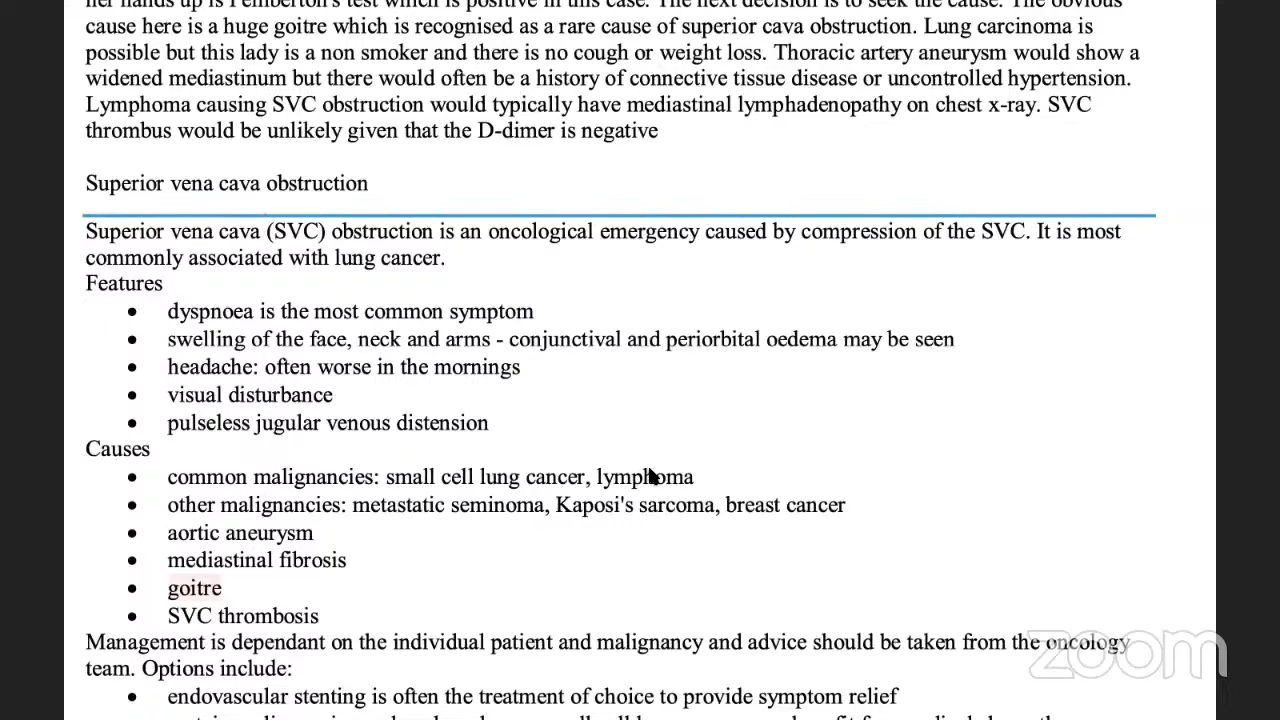 her hands up is Pemberton's test which is positive in this case. The next decision is to seek the cause. The obvious
cause here is a huge goitre which is recognised as a rare cause of superior cava obstruction. Lung carcinoma is
possible but this lady is a non smoker and there is no cough or weight loss. Thoracic artery aneurysm would show a
widened mediastinum but there would often be a history of connective tissue disease or uncontrolled hypertension.
Lymphoma causing SVC obstruction would typically have mediastinal lymphadenopathy on chest x-ray. SVC
thrombus would be unlikely given that the D-dimer is negative
Superior vena cava obstruction
Superior vena cava (SVC) obstruction is an oncological emergency caused by compression of the SVC. It is most
commonly associated with lung cancer.
Features
• dyspnoea is the most common symptom
• swelling of the face, neck and arms - conjunctival and periorbital oedema may be seen
• headache: often worse in the mornings
• visual disturbance
• pulseless jugular venous distension
Causes
• common malignancies: small cell lung cancer, lymphoma
• other malignancies: metastatic seminoma, Kaposi's sarcoma, breast cancer
• aortic aneurysm
• mediastinal fibrosis
• goitre
• SVC thrombosis
Management is dependant on the individual patient and malignancy and advice should be taken from the oncology
team. Options include:
zoom
• endovascular stenting is often the treatment of choice to provide symptom relief